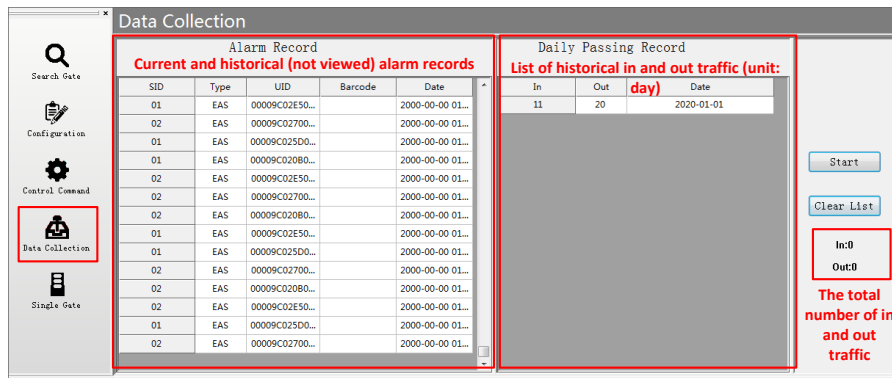 Data Collection
Search Gate
Configuration
Control Command
Data Collection
Single Gate
Alarm Record
Current and historical (not viewed) alarm records
SID Type UID Barcode Date
01 EAS 00009C02E50... 2000-00-00 01...
02 EAS 00009C02700... 2000-00-00 01...
01 EAS 00009C025D0... 2000-00-00 01...
01 EAS 00009C020B0... 2000-00-00 01...
02 EAS 00009C02E50... 2000-00-00 01...
02 EAS 00009C02700... 2000-00-00 01...
02 EAS 00009C020B0... 2000-00-00 01...
01 EAS 00009C02E50... 2000-00-00 01...
01 EAS 00009C025D0... 2000-00-00 01...
02 EAS 00009C02700... 2000-00-00 01...
02 EAS 00009C020B0... 2000-00-00 01...
02 EAS 00009C02E50... 2000-00-00 01...
01 EAS 00009C025D0... 2000-00-00 01...
02 EAS 00009C02700... 2000-00-00 01...
Daily Passing Record
List of historical in and out traffic (unit:
day)
In Out Date
11 20 2020-01-01
Start
Clear List
In:0
Out:0
The total
number of in
and out
traffic